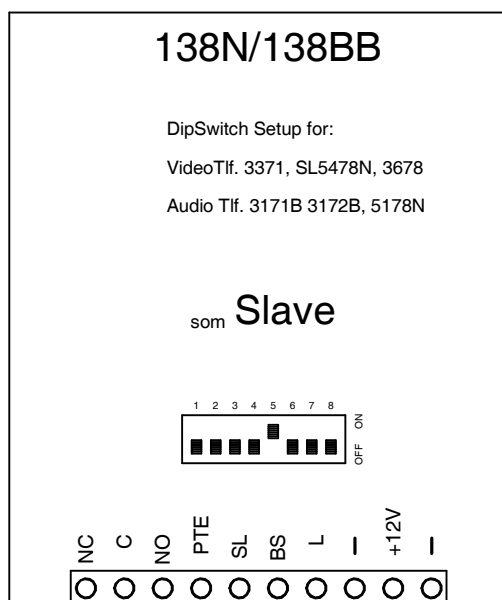 138N/138BB
DipSwitch Setup for:
VideoTlf. 3371, SL5478N, 3678
Audio Tlf. 3171B 3172B, 5178N
som Slave
1 2 3 4 5 6 7 8
ON
OFF
NC C NO PTE SL BS L — +12V —